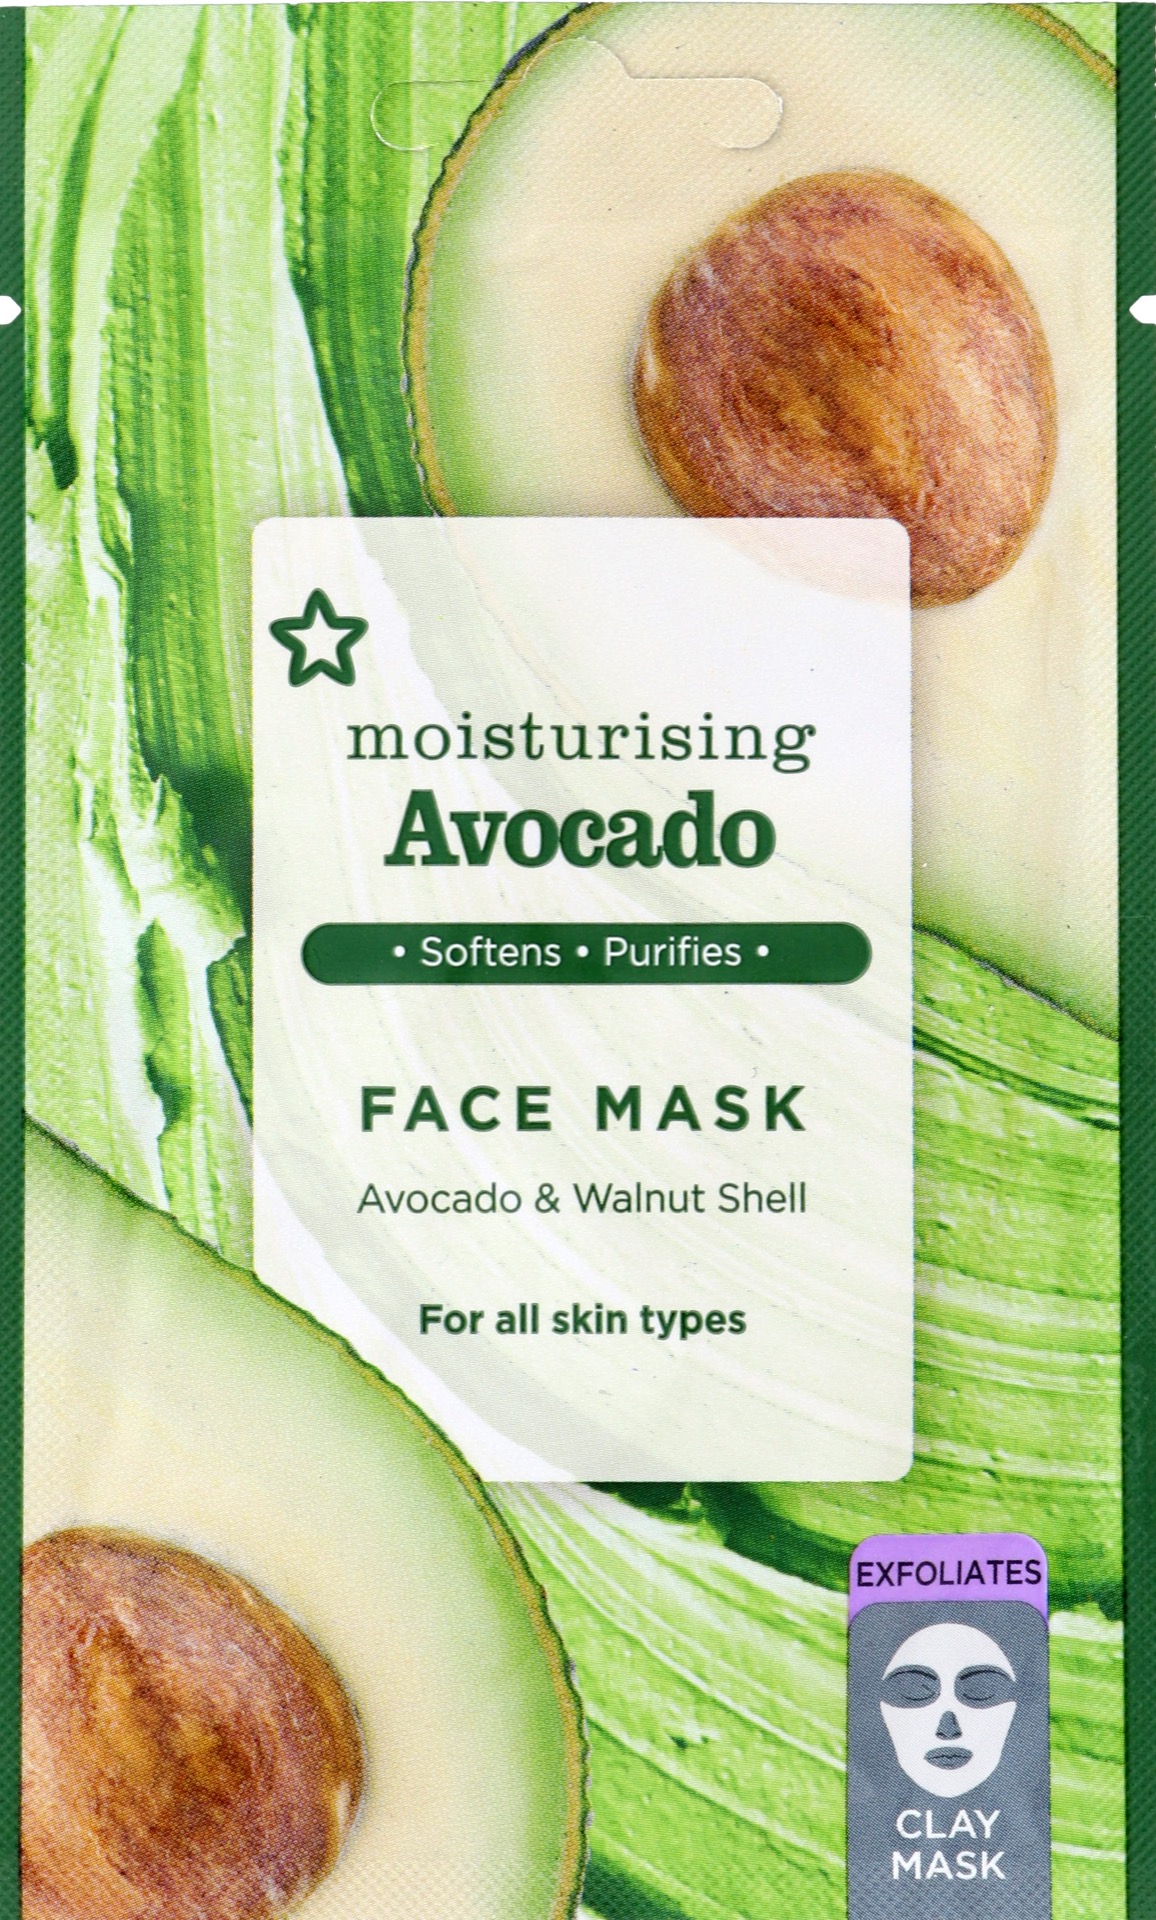 moisturising
Avocado
• Softens • Purifies •
FACE MASK
Avocado & Walnut Shell
For all skin types
EXFOLIATES
CLAY
MASK